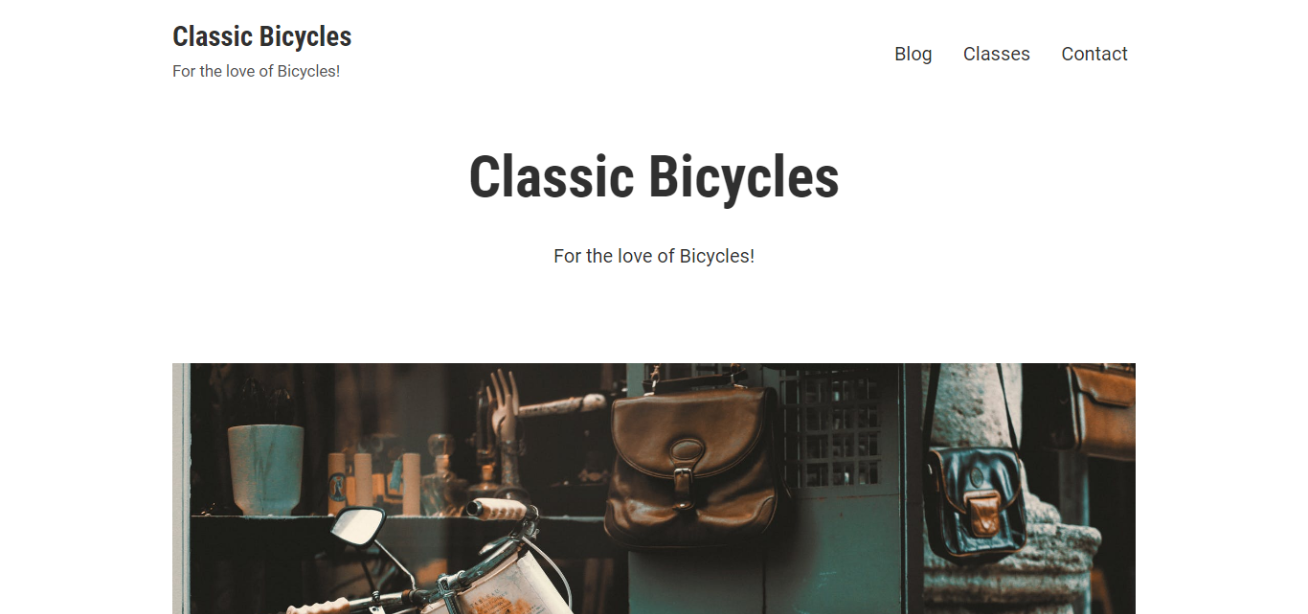 Classic Bicycles
For the love of Bicycles!
Blog Classes Contact
Classic Bicycles
For the love of Bicycles!